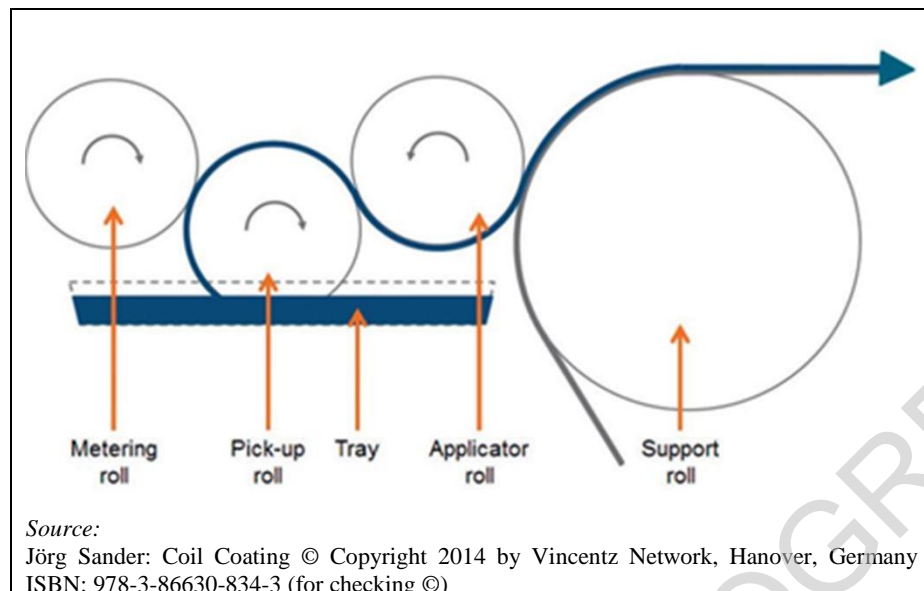 Metering roll
Pick-up roll
Tray
Applicator roll
Support roll
Source:
Jörg Sander: Coil Coating © Copyright 2014 by Vincentz Network, Hanover, Germany
ISBN: 978-3-86630-834-3 (for checking ©)